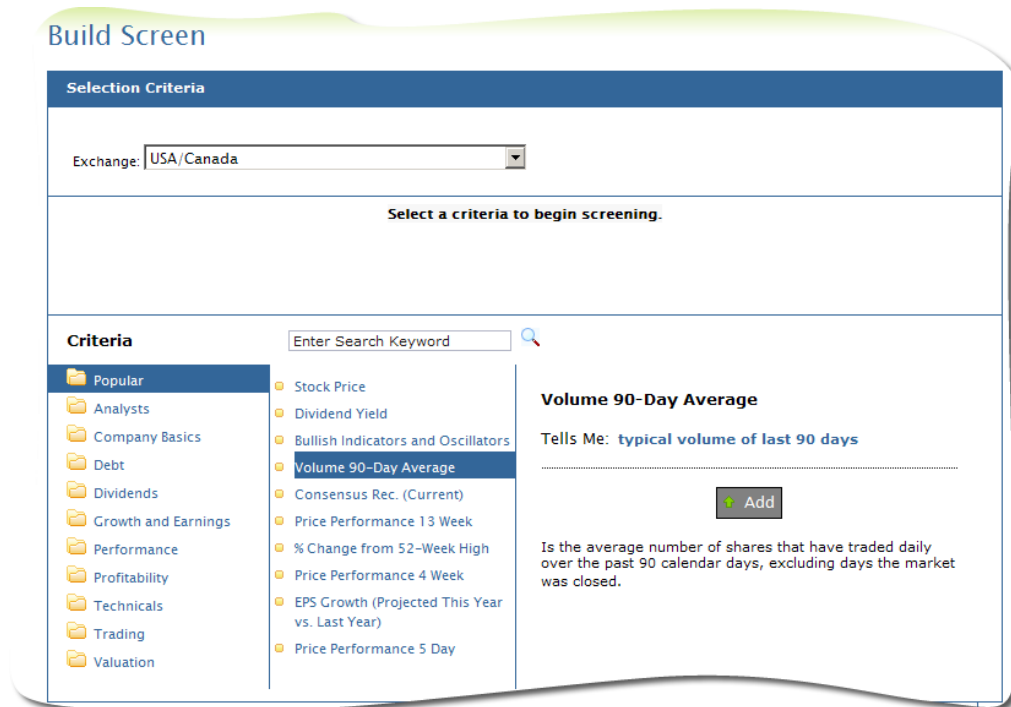 Build Screen
Selection Criteria
Exchange: USA/Canada
Select a criteria to begin screening.
Criteria
Enter Search Keyword
Popular
Analysts
Company Basics
Debt
Dividends
Growth and Earnings
Performance
Profitability
Technicals
Trading
Valuation
Stock Price
Dividend Yield
Bullish Indicators and Oscillators
Volume 90-Day Average
Consensus Rec. (Current)
Price Performance 13 Week
% Change from 52-Week High
Price Performance 4 Week
EPS Growth (Projected This Year
vs. Last Year)
Price Performance 5 Day
Volume 90-Day Average
Tells Me: typical volume of last 90 days
Add
Is the average number of shares that have traded daily
over the past 90 calendar days, excluding days the market
was closed.